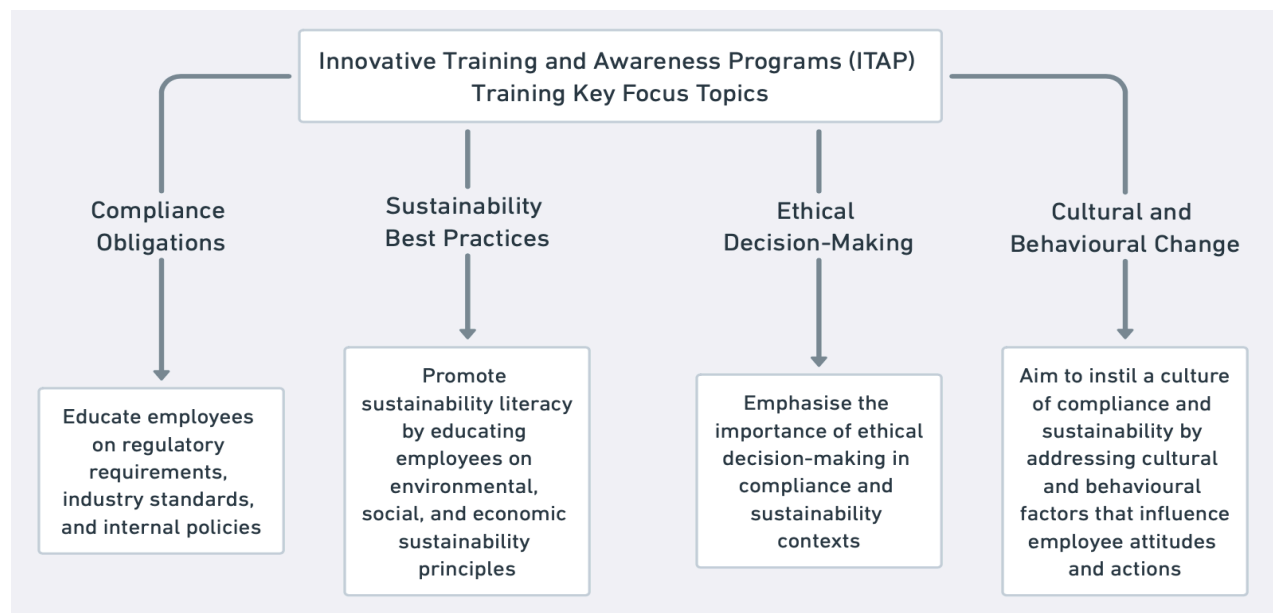 Innovative Training and Awareness Programs (ITAP)
Training Key Focus Topics
Compliance
Obligations
Educate employees
on regulatory
requirements,
industry standards,
and internal policies
Sustainability
Best Practices
Promote
sustainability literacy
by educating
employees on
environmental,
social, and economic
sustainability
principles
Ethical
Decision-Making
Emphasise the
importance of ethical
decision-making in
compliance and
sustainability
contexts
Cultural and
Behavioural Change
Aim to instil a culture
of compliance and
sustainability by
addressing cultural
and behavioural
factors that influence
employee attitudes
and actions